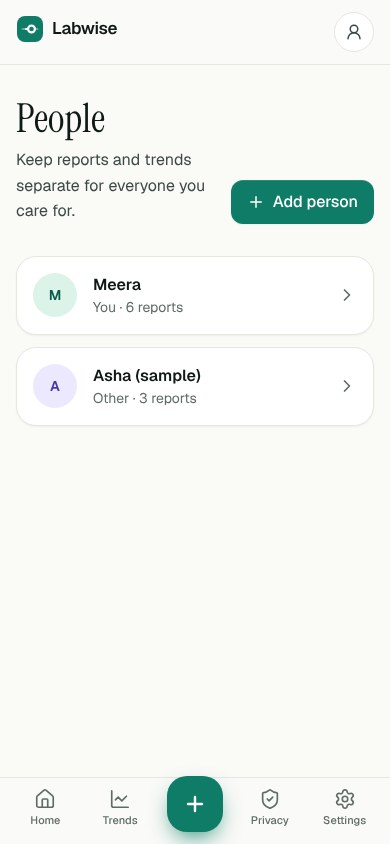 Labwise
People
Keep reports and trends
separate for everyone you
care for.
Add person
M
Meera
You · 6 reports
A
Asha (sample)
Other · 3 reports
Home
Trends
Privacy
Settings